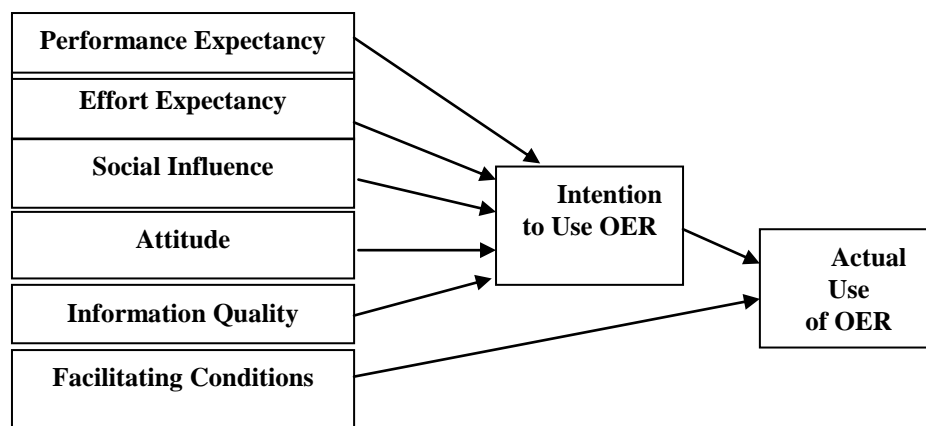 Performance Expectancy
Effort Expectancy
Social Influence
Attitude
Information Quality
Facilitating Conditions
Intention
to Use OER
Actual
Use
of OER